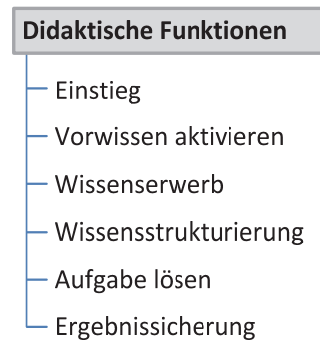 Didaktische Funktionen
Einstieg
Vorwissen aktivieren
Wissenserwerb
Wissensstrukturierung
Aufgabe lösen
Ergebnissicherung